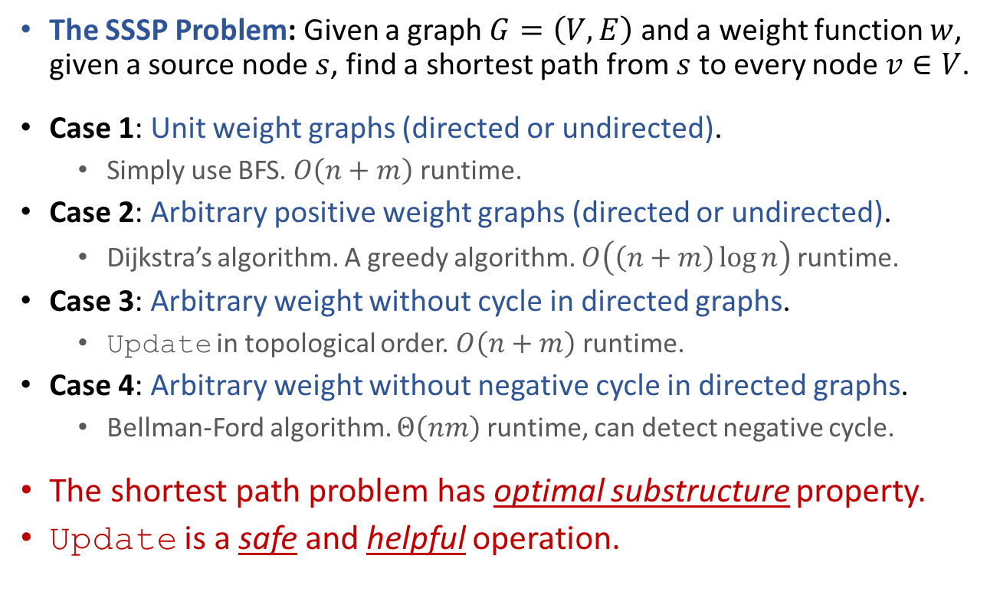 • The SSSP Problem: Given a graph G = (V, E) and a weight function w,
given a source node s, find a shortest path from s to every node v ∈ V.
• Case 1: Unit weight graphs (directed or undirected).
• Simply use BFS. O(n + m) runtime.
• Case 2: Arbitrary positive weight graphs (directed or undirected).
• Dijkstra’s algorithm. A greedy algorithm. O((n + m) log n) runtime.
• Case 3: Arbitrary weight without cycle in directed graphs.
• Update in topological order. O(n + m) runtime.
• Case 4: Arbitrary weight without negative cycle in directed graphs.
• Bellman-Ford algorithm. Θ(nm) runtime, can detect negative cycle.
• The shortest path problem has optimal substructure property.
• Update is a safe and helpful operation.